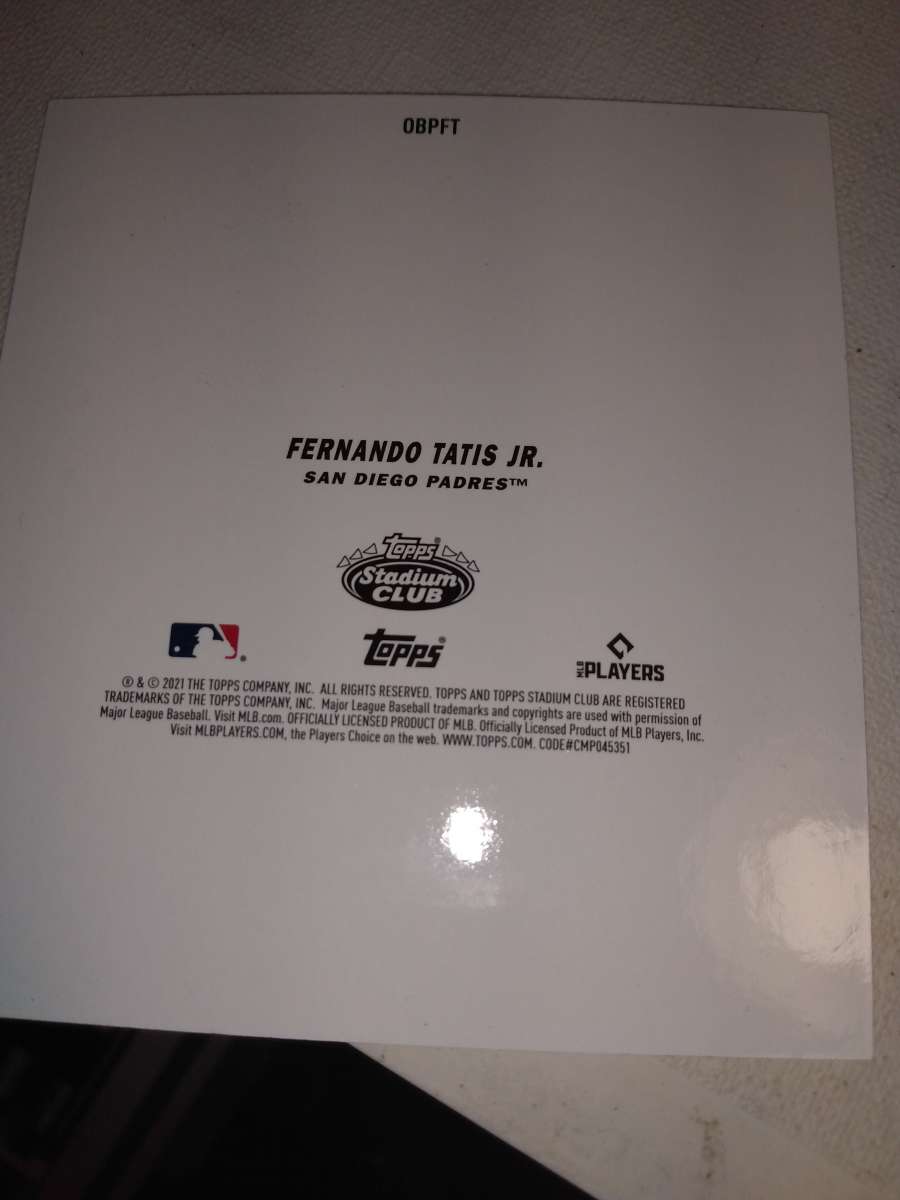 OBPFT
FERNANDO TATIS JR.
SAN DIEGO PADRES™
Topps®
Stadium
CLUB
Topps®
MLB PLAYERS
® & © 2021 THE TOPPS COMPANY, INC. ALL RIGHTS RESERVED. TOPPS AND TOPPS STADIUM CLUB ARE REGISTERED
TRADEMARKS OF THE TOPPS COMPANY, INC. Major League Baseball trademarks and copyrights are used with permission of
Major League Baseball. Visit MLB.com. OFFICIALLY LICENSED PRODUCT OF MLB. Officially Licensed Product of MLB Players, Inc.
Visit MLBPLAYERS.COM, the Players Choice on the web. WWW.TOPPS.COM. CODE#CMP045351